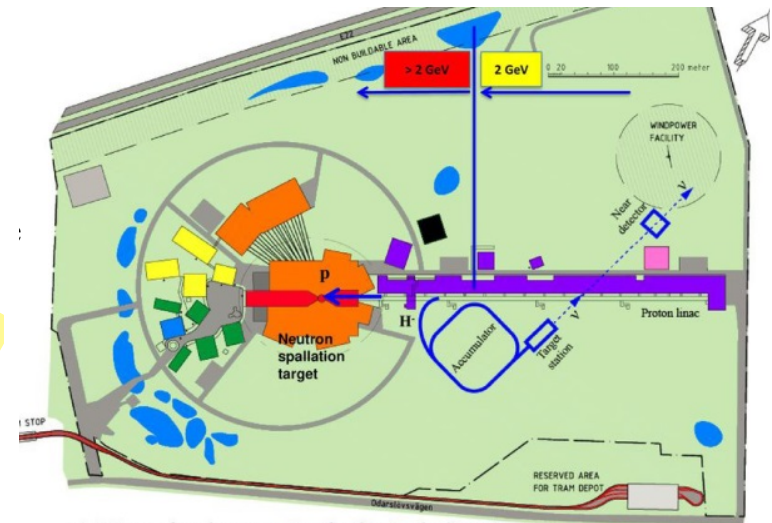 E22
NON BUILDABLE AREA
> 2 GeV
2 GeV
0 20 100 200 meter
WINDPOWER
FACILITY
ν
Near
detector
p
H-
Neutron
spallation
target
Accumulator
Target
station
ν
Proton linac
STOP
RESERVED AREA
FOR TRAM DEPOT
Odarslövsvägen